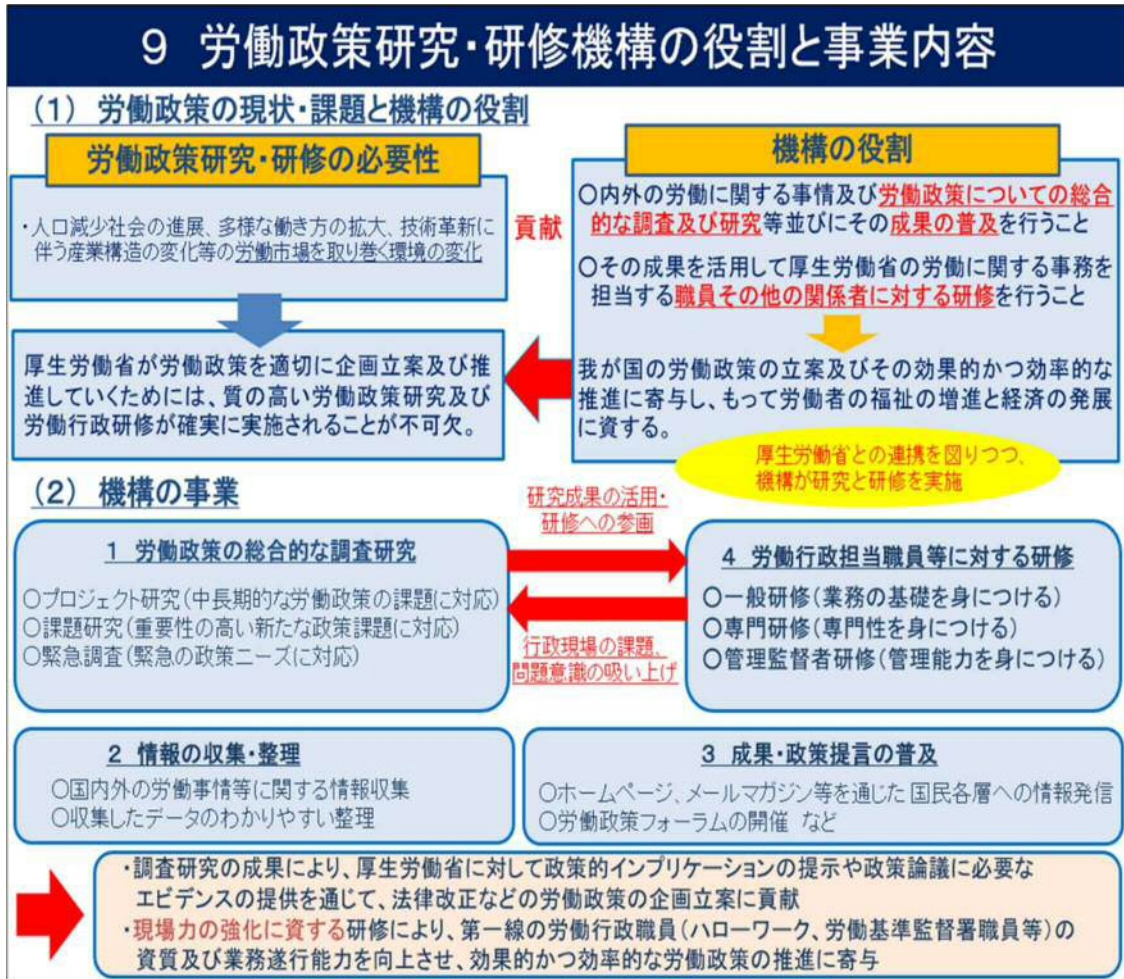 9 労働政策研究・研修機構の役割と事業内容
(1) 労働政策の現状・課題と機構の役割
労働政策研究・研修の必要性
・人口減少社会の進展、多様な働き方の拡大、技術革新に
伴う産業構造の変化等の労働市場を取り巻く環境の変化
厚生労働省が労働政策を適切に企画立案及び推
進していくためには、質の高い労働政策研究及び
労働行政研修が確実に実施されることが不可欠。
貢献
機構の役割
○内外の労働に関する事情及び労働政策についての総合
的な調査及び研究等並びにその成果の普及を行うこと
○その成果を活用して厚生労働省の労働に関する事務を
担当する職員その他の関係者に対する研修を行うこと
我が国の労働政策の立案及びその効果的かつ効率的な
推進に寄与し、もって労働者の福祉の増進と経済の発展
に資する。
厚生労働省との連携を図りつつ、
機構が研究と研修を実施
(2) 機構の事業
1 労働政策の総合的な調査研究
○プロジェクト研究(中長期的な労働政策の課題に対応)
○課題研究(重要性の高い新たな政策課題に対応)
○緊急調査(緊急の政策ニーズに対応)
研究成果の活用・
研修への参画
行政現場の課題、
問題意識の吸い上げ
4 労働行政担当職員等に対する研修
○一般研修(業務の基礎を身につける)
○専門研修(専門性を身につける)
○管理監督者研修(管理能力を身につける)
2 情報の収集・整理
○国内外の労働事情等に関する情報収集
○収集したデータのわかりやすい整理
3 成果・政策提言の普及
○ホームページ、メールマガジン等を通じた国民各層への情報発信
○労働政策フォーラムの開催 など
・調査研究の成果により、厚生労働省に対して政策的インプリケーションの提示や政策論議に必要な
エビデンスの提供を通じて、法律改正などの労働政策の企画立案に貢献
・現場力の強化に資する研修により、第一線の労働行政職員(ハローワーク、労働基準監督署職員等)の
資質及び業務遂行能力を向上させ、効果的かつ効率的な労働政策の推進に寄与